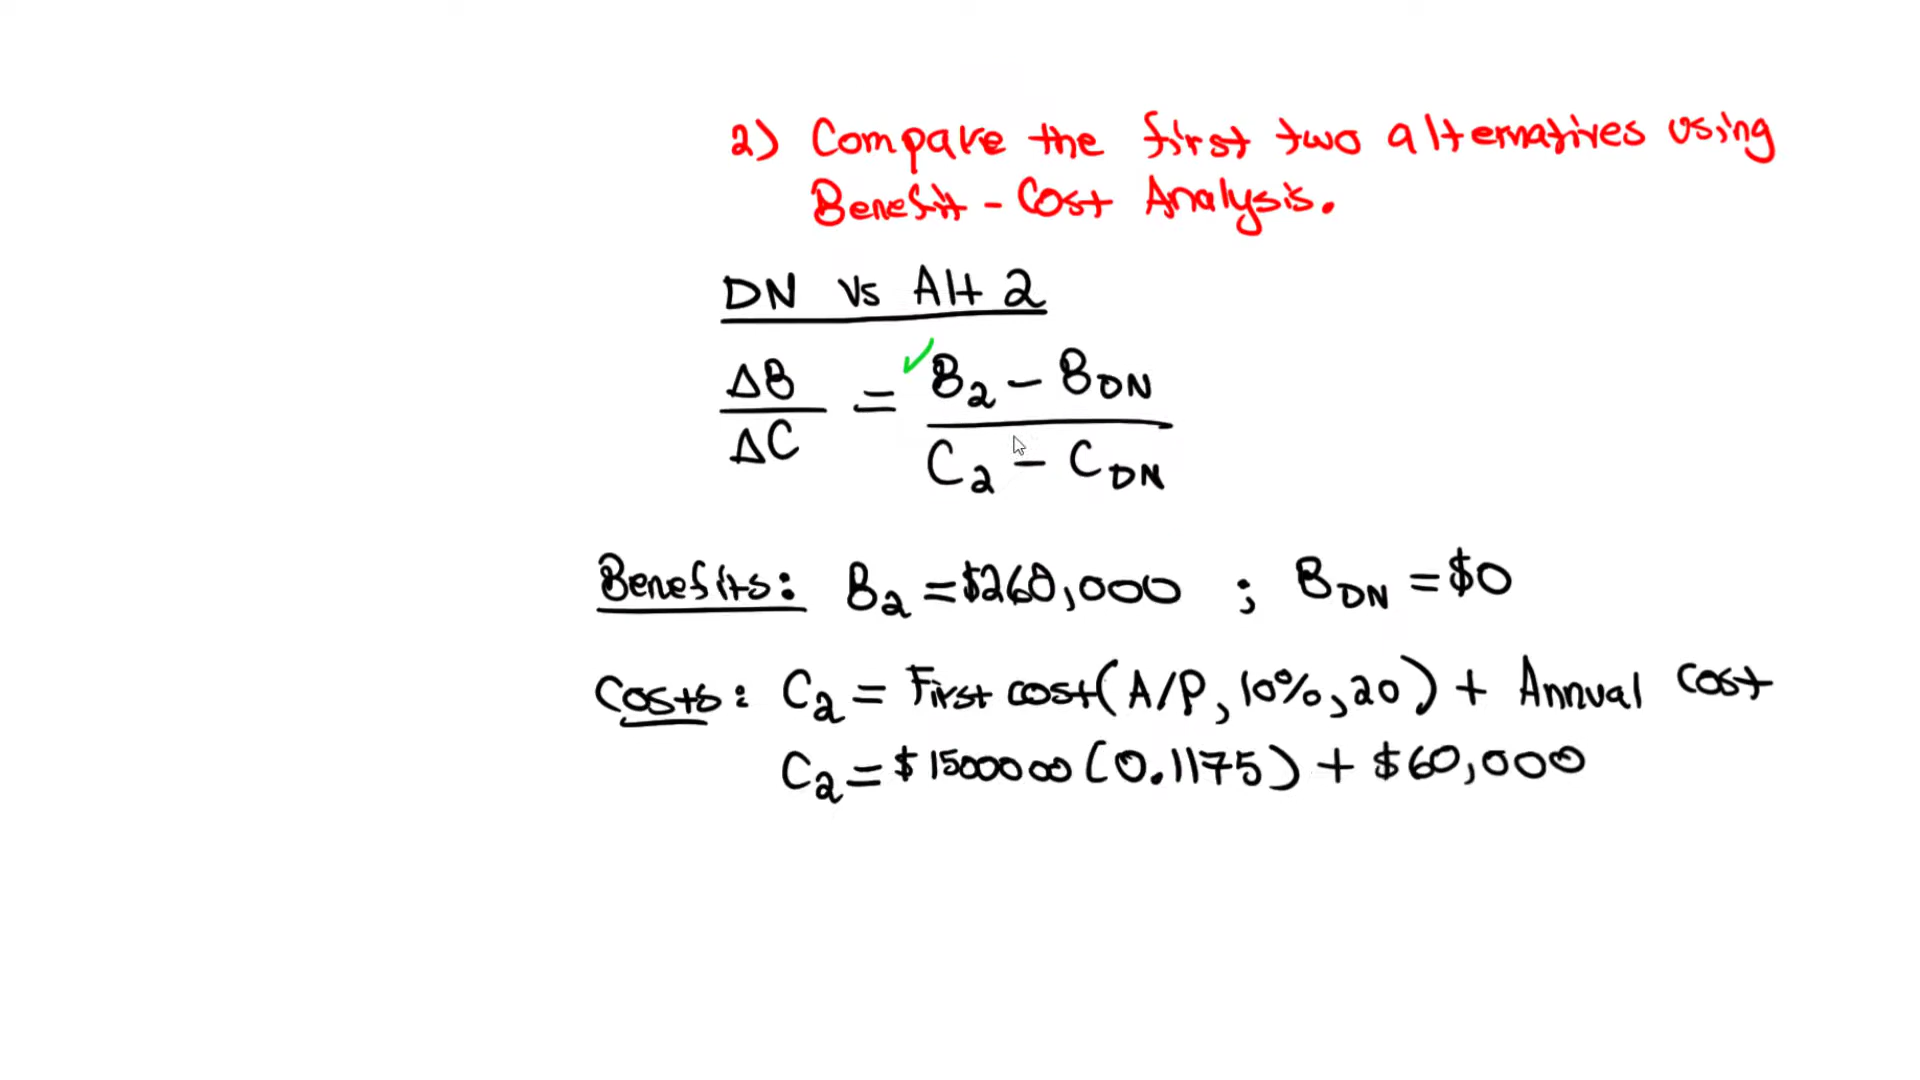 2) Compare the first two alternatives using
Benefit - Cost Analysis.
DN Vs Alt 2
ΔB / ΔC = B2 - BDN / C2 - CDN
Benefits: B2 = $260,000 ; BDN = $0
Costs: C2 = First cost (A/P, 10%, 20) + Annual Cost
C2 = $1500000 (0.1175) + $60,000